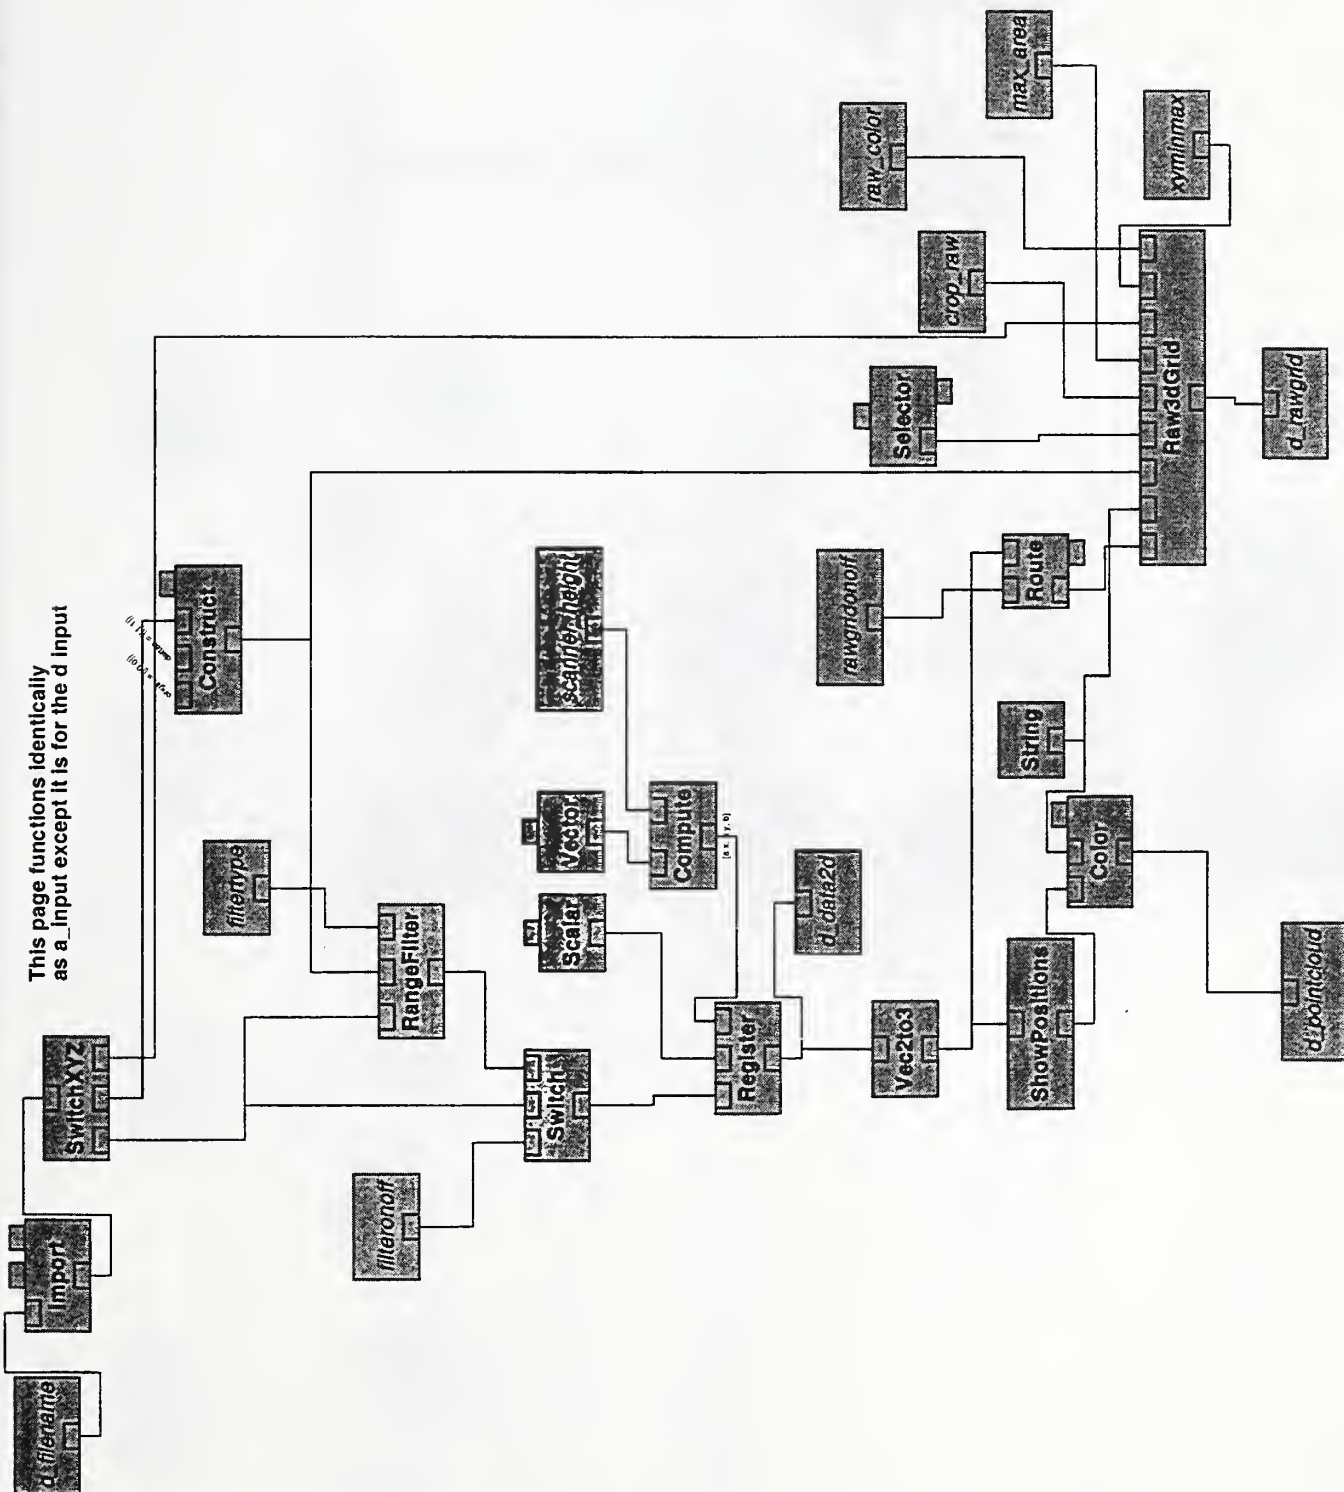 This page functions identically
as a_input except it is for the d input
d_filename
Import
SwitchXYZ
Construct
filtertype
RangeFilter
filteronoff
Switch
Scalar
Vector
scanner_height
Compute
[a.x, a.y, b]
Register
d_data2d
Vec2to3
ShowPositions
Color
String
rawgridonoff
Route
Selector
crop_raw
raw_color
max_area
xyminmax
Raw3dGrid
d_rawgrid
d_pointcloud